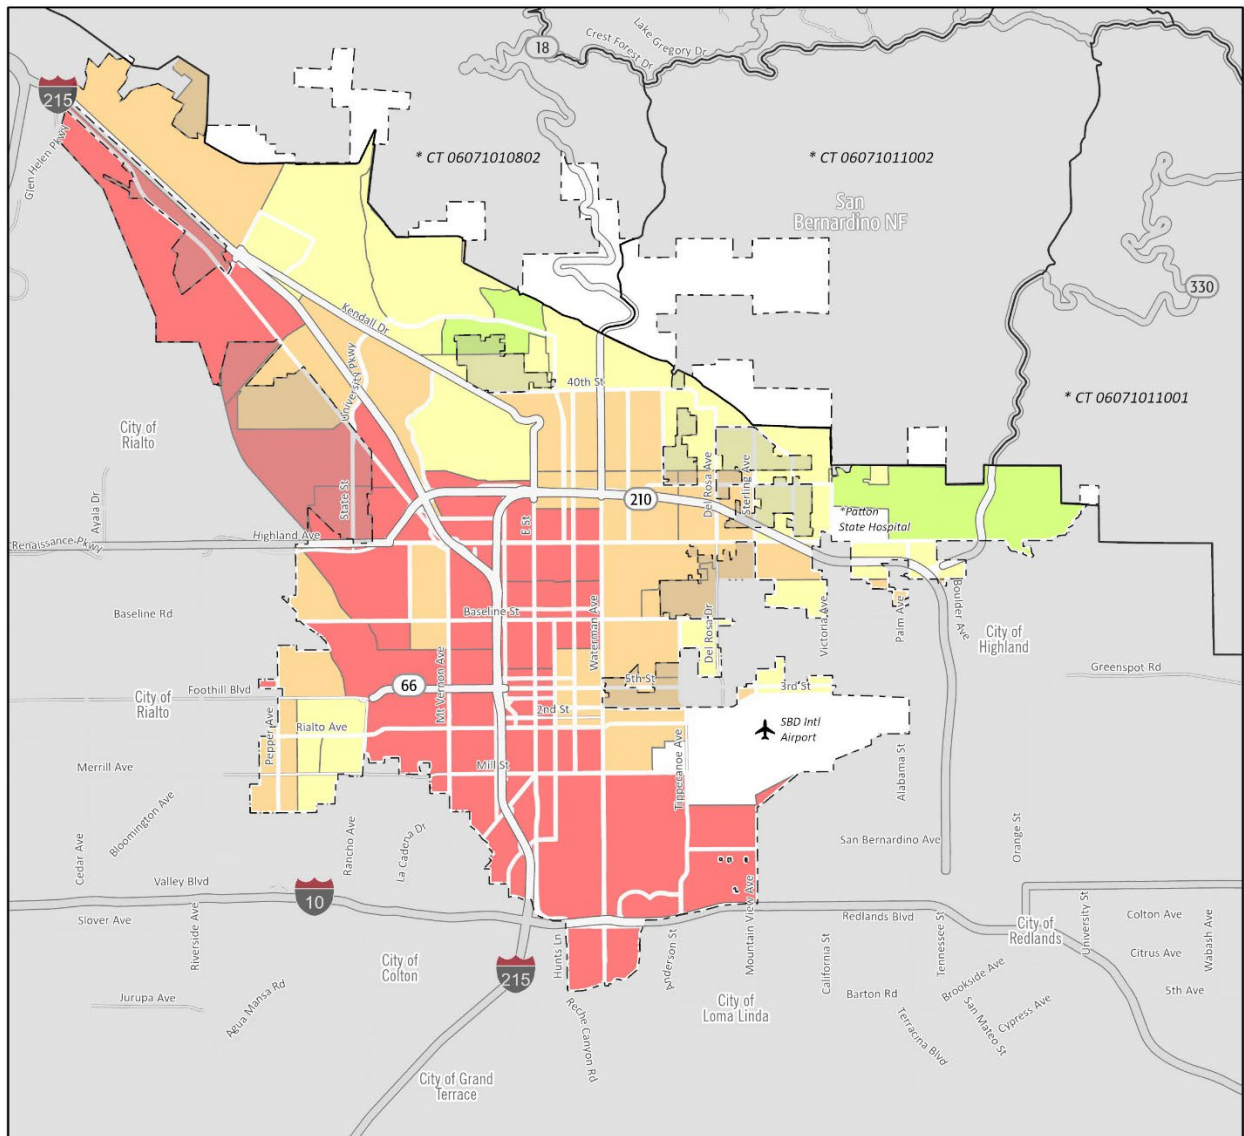 18
Lake Gregory Dr
Crest Forest Dr
215
Glen Helen Pkwy
* CT 06071010802
* CT 06071011002
San
Bernardino NF
330
Kendall Dr
University Pkwy
40th St
* CT 06071011001
City of
Rialto
Ayala Dr
State St
E St
210
Del Rosa Ave
Sterling Ave
*Patton
State Hospital
Highland Ave
Renaissance Pkwy
Baseline Rd
Baseline St
Waterman Ave
Del Rosa Dr
Victoria Ave
Palm Ave
Boulder Ave
City of
Highland
Greenspot Rd
City of
Rialto
Foothill Blvd
66
Mt Vernon Ave
5th St
3rd St
2nd St
Pepper Ave
Rialto Ave
SBD Intl
Airport
Merrill Ave
Mill St
Tippecanoe Ave
Alabama St
Cedar Ave
Bloomington Ave
Rancho Ave
La Cadena Dr
San Bernardino Ave
Orange St
Valley Blvd
10
Slover Ave
Riverside Ave
City of
Colton
215
Hunts Ln
Anderson St
Mountain View Ave
California St
Redlands Blvd
Tennessee St
City of
Redlands
University St
Colton Ave
Citrus Ave
Wabash Ave
5th Ave
Jurupa Ave
Agua Mansa Rd
Reche Canyon Rd
City of
Loma Linda
Barton Rd
Terracina Blvd
Brookside Ave
San Mateo St
Cypress Ave
City of Grand
Terrace